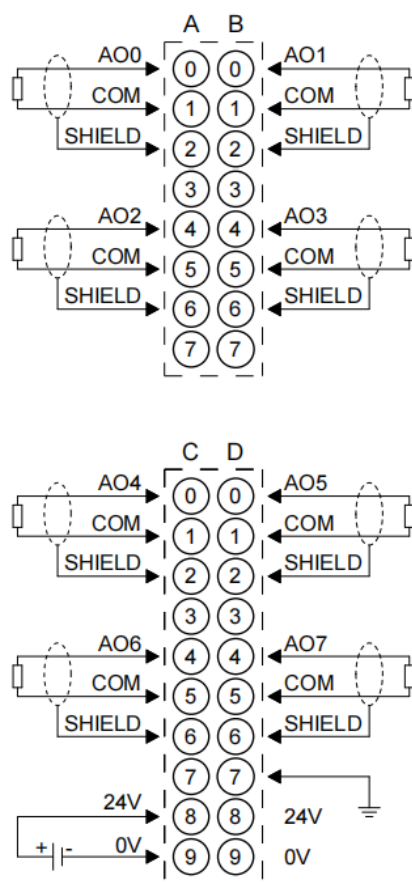 A B
AO0 0 0 AO1
COM 1 1 COM
SHIELD 2 2 SHIELD
3 3
AO2 4 4 AO3
COM 5 5 COM
SHIELD 6 6 SHIELD
7 7
C D
AO4 0 0 AO5
COM 1 1 COM
SHIELD 2 2 SHIELD
3 3
AO6 4 4 AO7
COM 5 5 COM
SHIELD 6 6 SHIELD
7 7
24V 8 8 24V
+ - 0V 9 9 0V